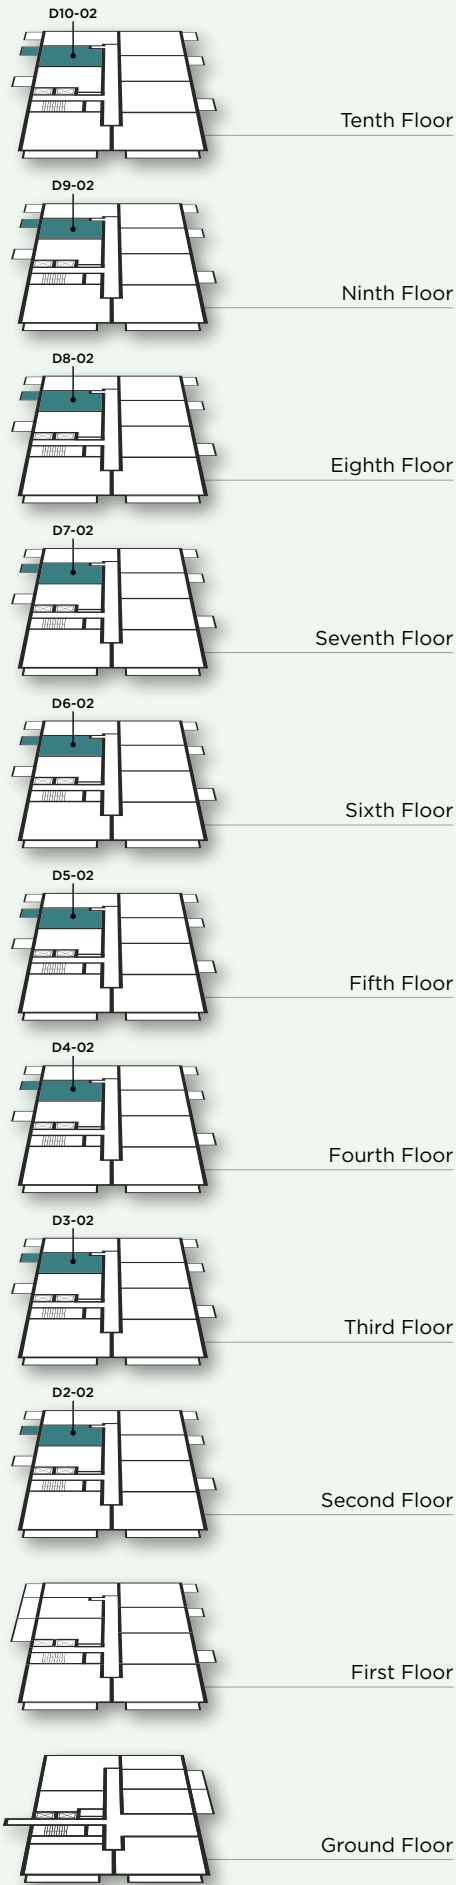 D10-02
Tenth Floor
D9-02
Ninth Floor
D8-02
Eighth Floor
D7-02
Seventh Floor
D6-02
Sixth Floor
D5-02
Fifth Floor
D4-02
Fourth Floor
D3-02
Third Floor
D2-02
Second Floor
First Floor
Ground Floor